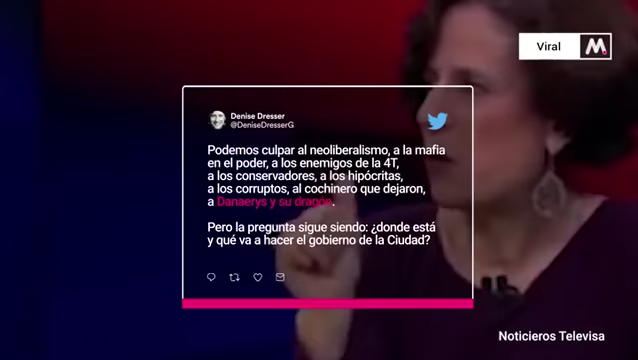 Viral
M.
Denise Dresser
@DeniseDresserG
Podemos culpar al neoliberalismo, a la mafia
en el poder, a los enemigos de la 4T,
a los conservadores, a los hipócritas,
a los corruptos, al cochinero que dejaron,
a Danaerys y su dragón.
Pero la pregunta sigue siendo: ¿donde está
y qué va a hacer el gobierno de la Ciudad?
Noticieros Televisa